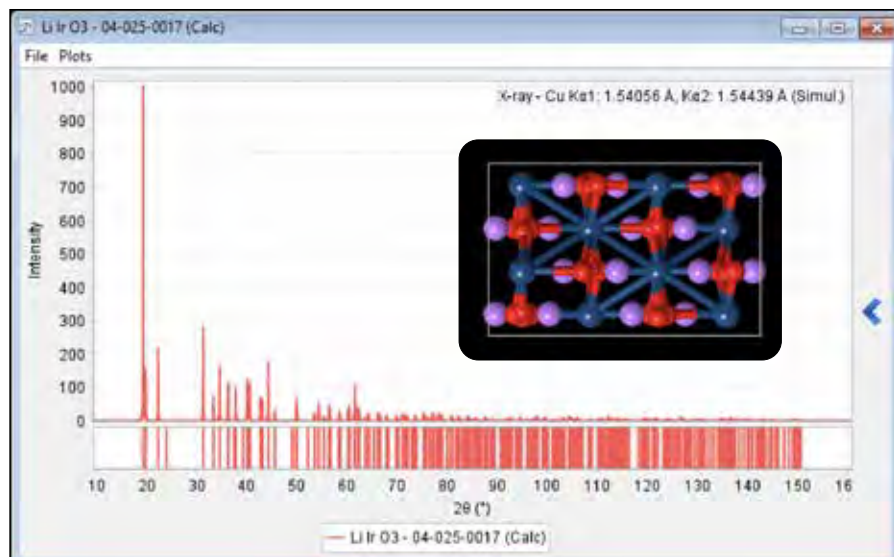 Li Ir O3 - 04-025-0017 (Calc)
File Plots
X-ray - Cu Kα1: 1.54056 Å, Kα2: 1.54439 Å (Simul.)
1000
900
800
700
600
500
400
300
200
100
0
Intensity
10 20 30 40 50 60 70 80 90 100 110 120 130 140 150 16
2θ (°)
Li Ir O3 - 04-025-0017 (Calc)